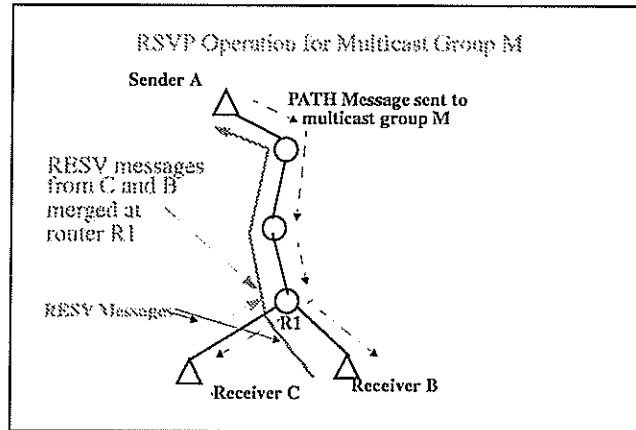 RSVP Operation for Multicast Group M
Sender A
PATH Message sent to
multicast group M
RESV messages
from C and B
merged at
router R1
RESV Messages
R1
Receiver C
Receiver B